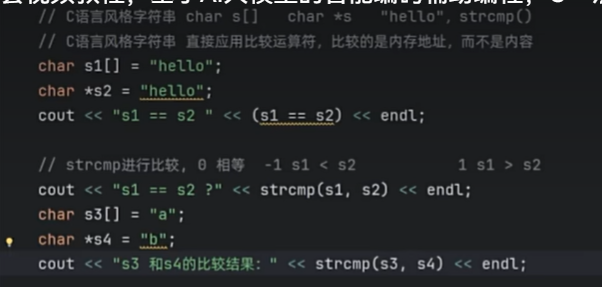 // C语言风格字符串 char s[]   char *s    "hello", strcmp()
// C语言风格字符串 直接应用比较运算符，比较的是内存地址，而不是内容
char s1[] = "hello";
char *s2 = "hello";
cout << "s1 == s2 " << (s1 == s2) << endl;
// strcmp进行比较, 0 相等  -1 s1 < s2          1 s1 > s2
cout << "s1 == s2 ?" << strcmp(s1, s2) << endl;
char s3[] = "a";
char *s4 = "b";
cout << "s3 和s4的比较结果：" << strcmp(s3, s4) << endl;